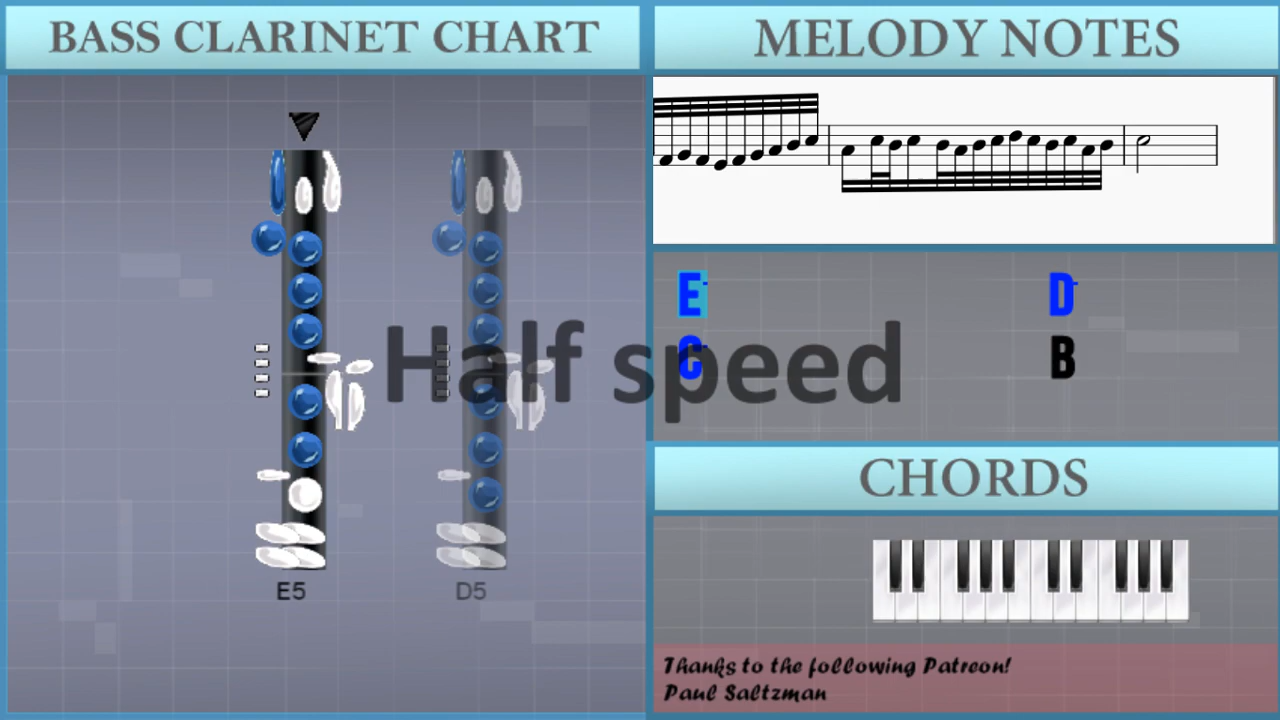 BASS CLARINET CHART
MELODY NOTES
E-
D-
C-
B
Half speed
E5
D5
CHORDS
Thanks to the following Patreon!
Paul Saltzman